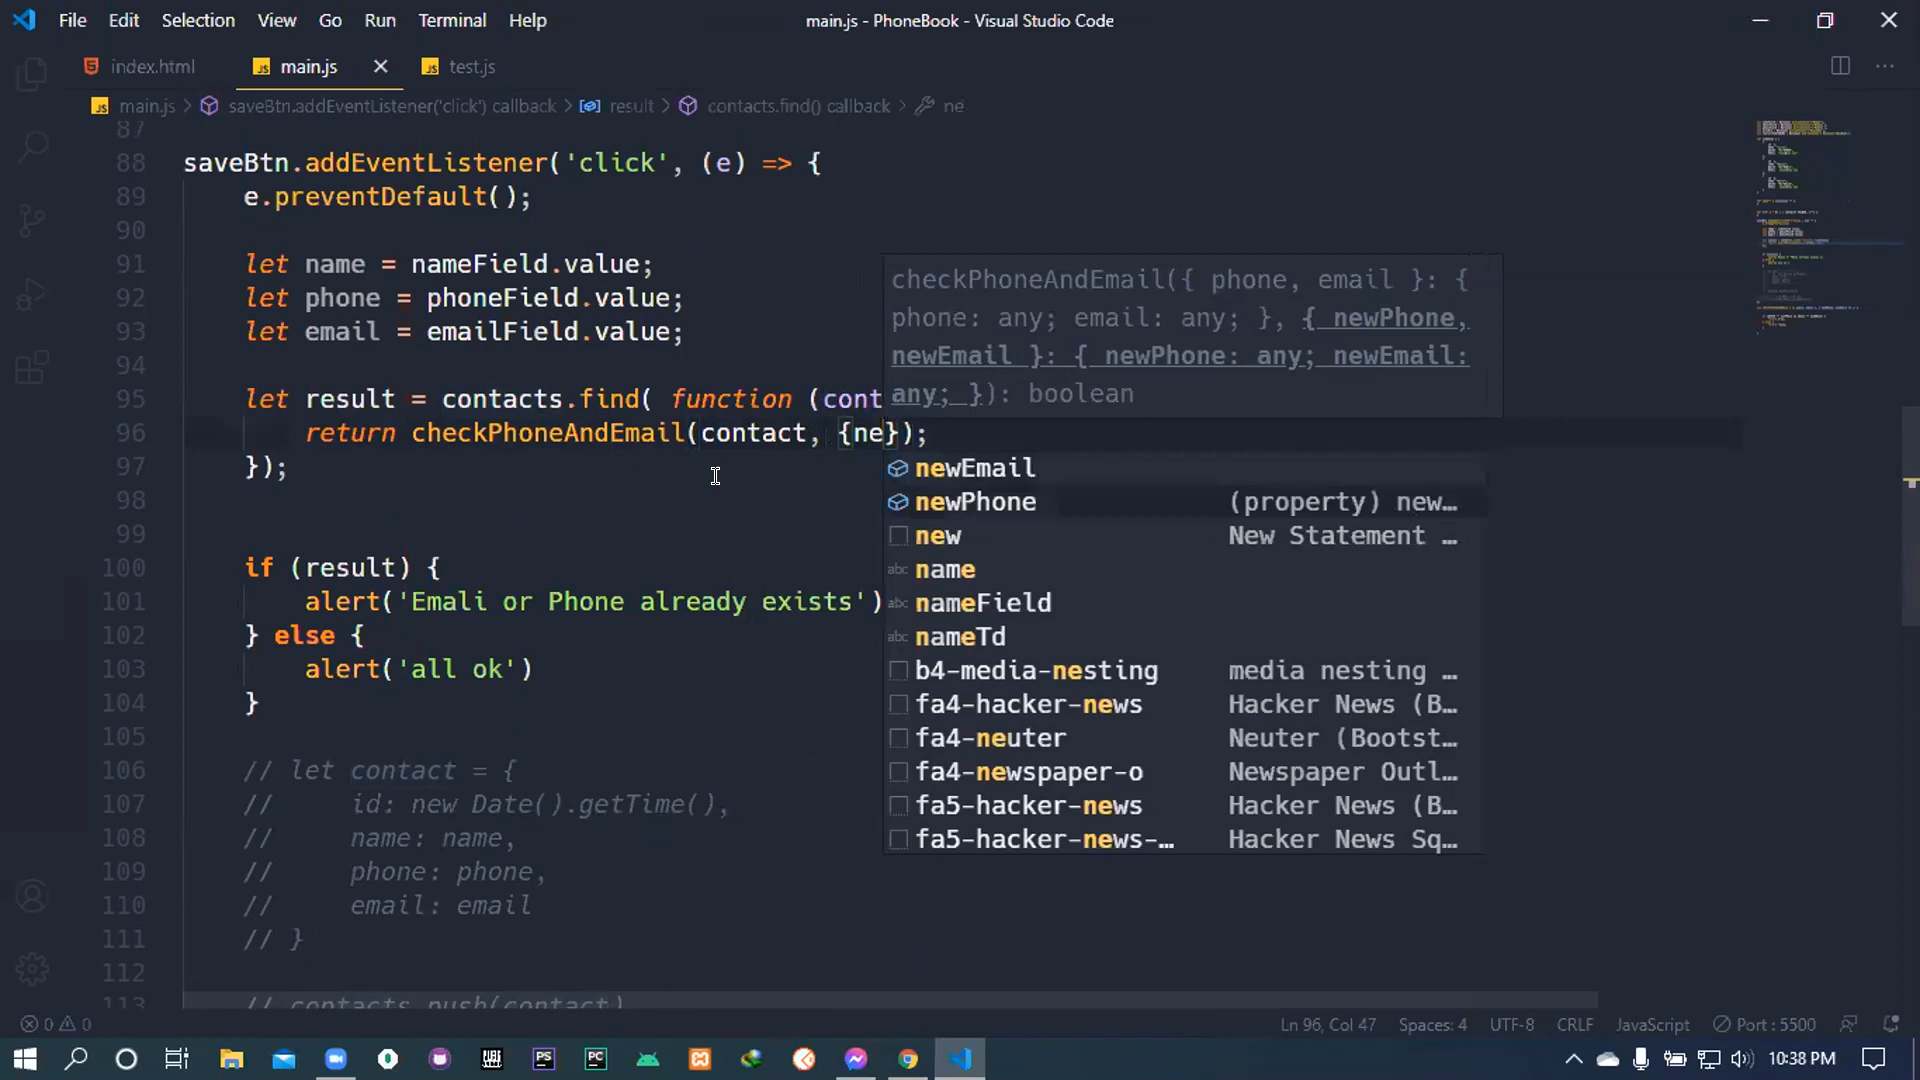 File Edit Selection View Go Run Terminal Help main.js - PhoneBook - Visual Studio Code
index.html main.js test.js
main.js > saveBtn.addEventListener('click') callback > result > contacts.find() callback > ne
87
88 saveBtn.addEventListener('click', (e) => {
89 e.preventDefault();
90
91 let name = nameField.value;
92 let phone = phoneField.value;
93 let email = emailField.value;
94
95 let result = contacts.find( function (cont
96 return checkPhoneAndEmail(contact, {ne});
97 });
98
99
100 if (result) {
101 alert('Emali or Phone already exists')
102 } else {
103 alert('all ok')
104 }
105
106 // let contact = {
107 // id: new Date().getTime(),
108 // name: name,
109 // phone: phone,
110 // email: email
111 // }
112
113 // contacts.push(contact)
checkPhoneAndEmail({ phone, email }: {
phone: any; email: any; }, { newPhone,
newEmail }: { newPhone: any; newEmail:
any; }): boolean
newEmail
newPhone (property) new…
new New Statement …
abc name
abc nameField
abc nameTd
b4-media-nesting media nesting …
fa4-hacker-news Hacker News (B…
fa4-neuter Neuter (Bootst…
fa4-newspaper-o Newspaper Outl…
fa5-hacker-news Hacker News (B…
fa5-hacker-news-… Hacker News Sq…
0 0 Ln 96, Col 47 Spaces: 4 UTF-8 CRLF JavaScript Port : 5500
10:38 PM